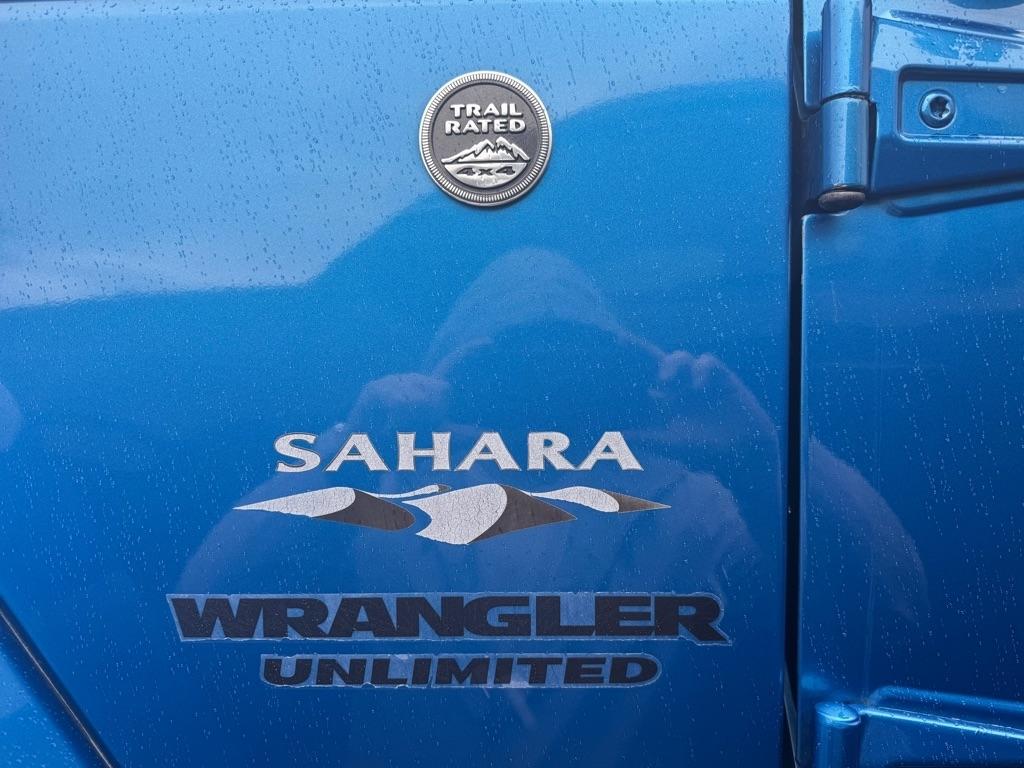 TRAIL
RATED
4x4
SAHARA
WRANGLER
UNLIMITED